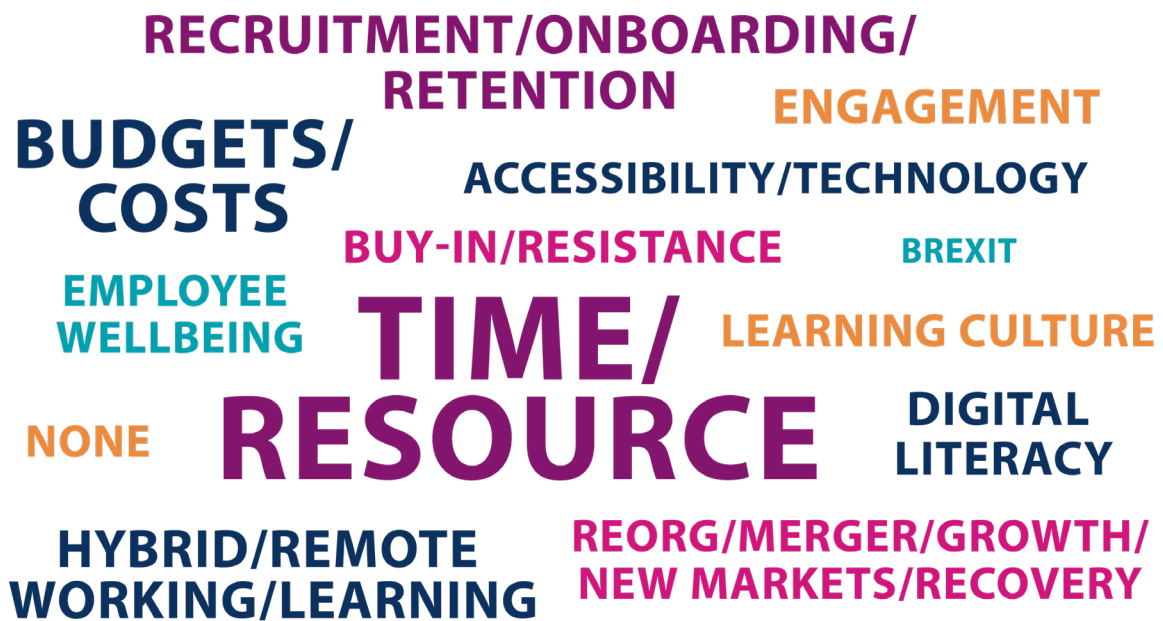 RECRUITMENT/ONBOARDING/
RETENTION
ENGAGEMENT
BUDGETS/
COSTS
ACCESSIBILITY/TECHNOLOGY
BUY-IN/RESISTANCE
BREXIT
EMPLOYEE
WELLBEING
TIME/
RESOURCE
LEARNING CULTURE
NONE
DIGITAL
LITERACY
HYBRID/REMOTE
WORKING/LEARNING
REORG/MERGER/GROWTH/
NEW MARKETS/RECOVERY